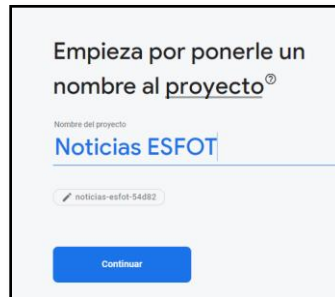 Empieza por ponerle un
nombre al proyecto
Nombre del proyecto
Noticias ESFOT
noticias-esfot-54d82
Continuar